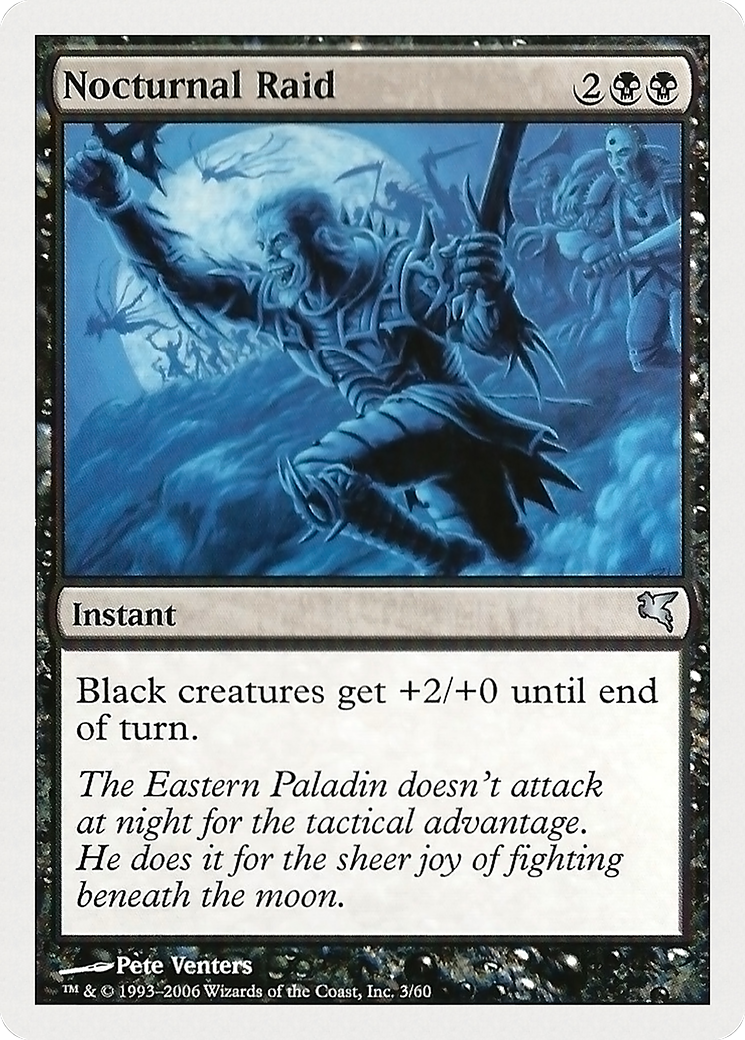 Nocturnal Raid
2
Instant
Black creatures get +2/+0 until end
of turn.
The Eastern Paladin doesn't attack
at night for the tactical advantage.
He does it for the sheer joy of fighting
beneath the moon.
Pete Venters
™ & © 1993–2006 Wizards of the Coast, Inc. 3/60